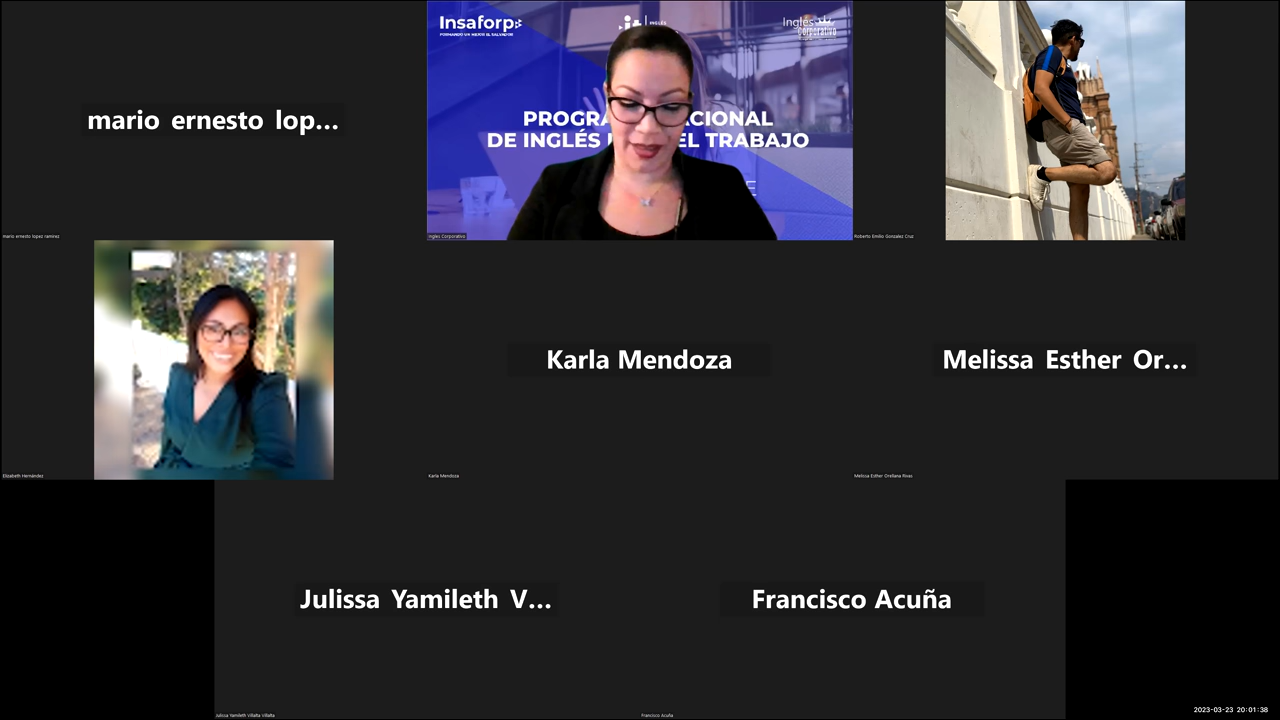 mario ernesto lop...
mario ernesto lopez ramirez
Insaforp
FORMANDO UN MEJOR EL SALVADOR
INGLÉS
Inglés
Corporativo
PROGRA ACIONAL
DE INGLÉS EL TRABAJO
Ingles Corporativo
Roberto Emilio Gonzalez Cruz
Elizabeth Hernández
Karla Mendoza
Karla Mendoza
Melissa Esther Or...
Melissa Esther Orellana Rivas
Julissa Yamileth V...
Julissa Yamileth Villalta Villalta
Francisco Acuña
Francisco Acuña
2023-03-23 20:01:38